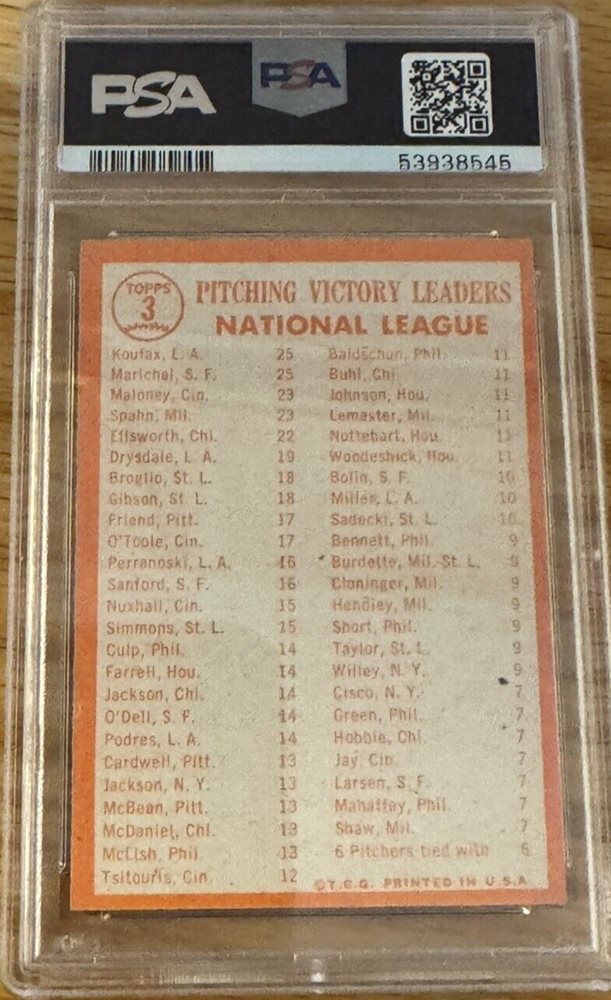 PSA
PSA
53938545
TOPPS
3
PITCHING VICTORY LEADERS
NATIONAL LEAGUE
Koufax, L. A. 25
Marichal, S. F. 25
Maloney, Cin. 23
Spahn, Mil. 23
Ellsworth, Chi. 22
Drysdale, L. A. 19
Broglio, St. L. 18
Gibson, St. L. 18
Friend, Pitt. 17
O'Toole, Cin. 17
Perranoski, L. A. 16
Sanford, S. F. 16
Nuxhall, Cin. 15
Simmons, St. L. 15
Culp, Phil. 14
Farrell, Hou. 14
Jackson, Chi. 14
O'Dell, S. F. 14
Podres, L. A. 14
Cardwell, Pitt. 13
Jackson, N. Y. 13
McBean, Pitt. 13
McDaniel, Chi. 13
McLish, Phil. 13
Tsitouris, Cin. 12
Baldschun, Phil. 11
Buhl, Chi. 11
Johnson, Hou. 11
Lemaster, Mil. 11
Nottebart, Hou. 11
Woodeshick, Hou. 11
Bolin, S. F. 10
Miller, L. A. 10
Sadecki, St. L. 10
Bennett, Phil. 9
Burdette, Mil.-St. L. 9
Cloninger, Mil. 9
Hendley, Mil. 9
Short, Phil. 9
Taylor, St. L. 9
Willey, N. Y. 9
Cisco, N. Y. 7
Green, Phil. 7
Hobbie, Chi. 7
Jay, Cin. 7
Larsen, S. F. 7
Mahaffey, Phil. 7
Shaw, Mil. 7
6 Pitchers tied with 6
©T.C.G. PRINTED IN U.S.A.